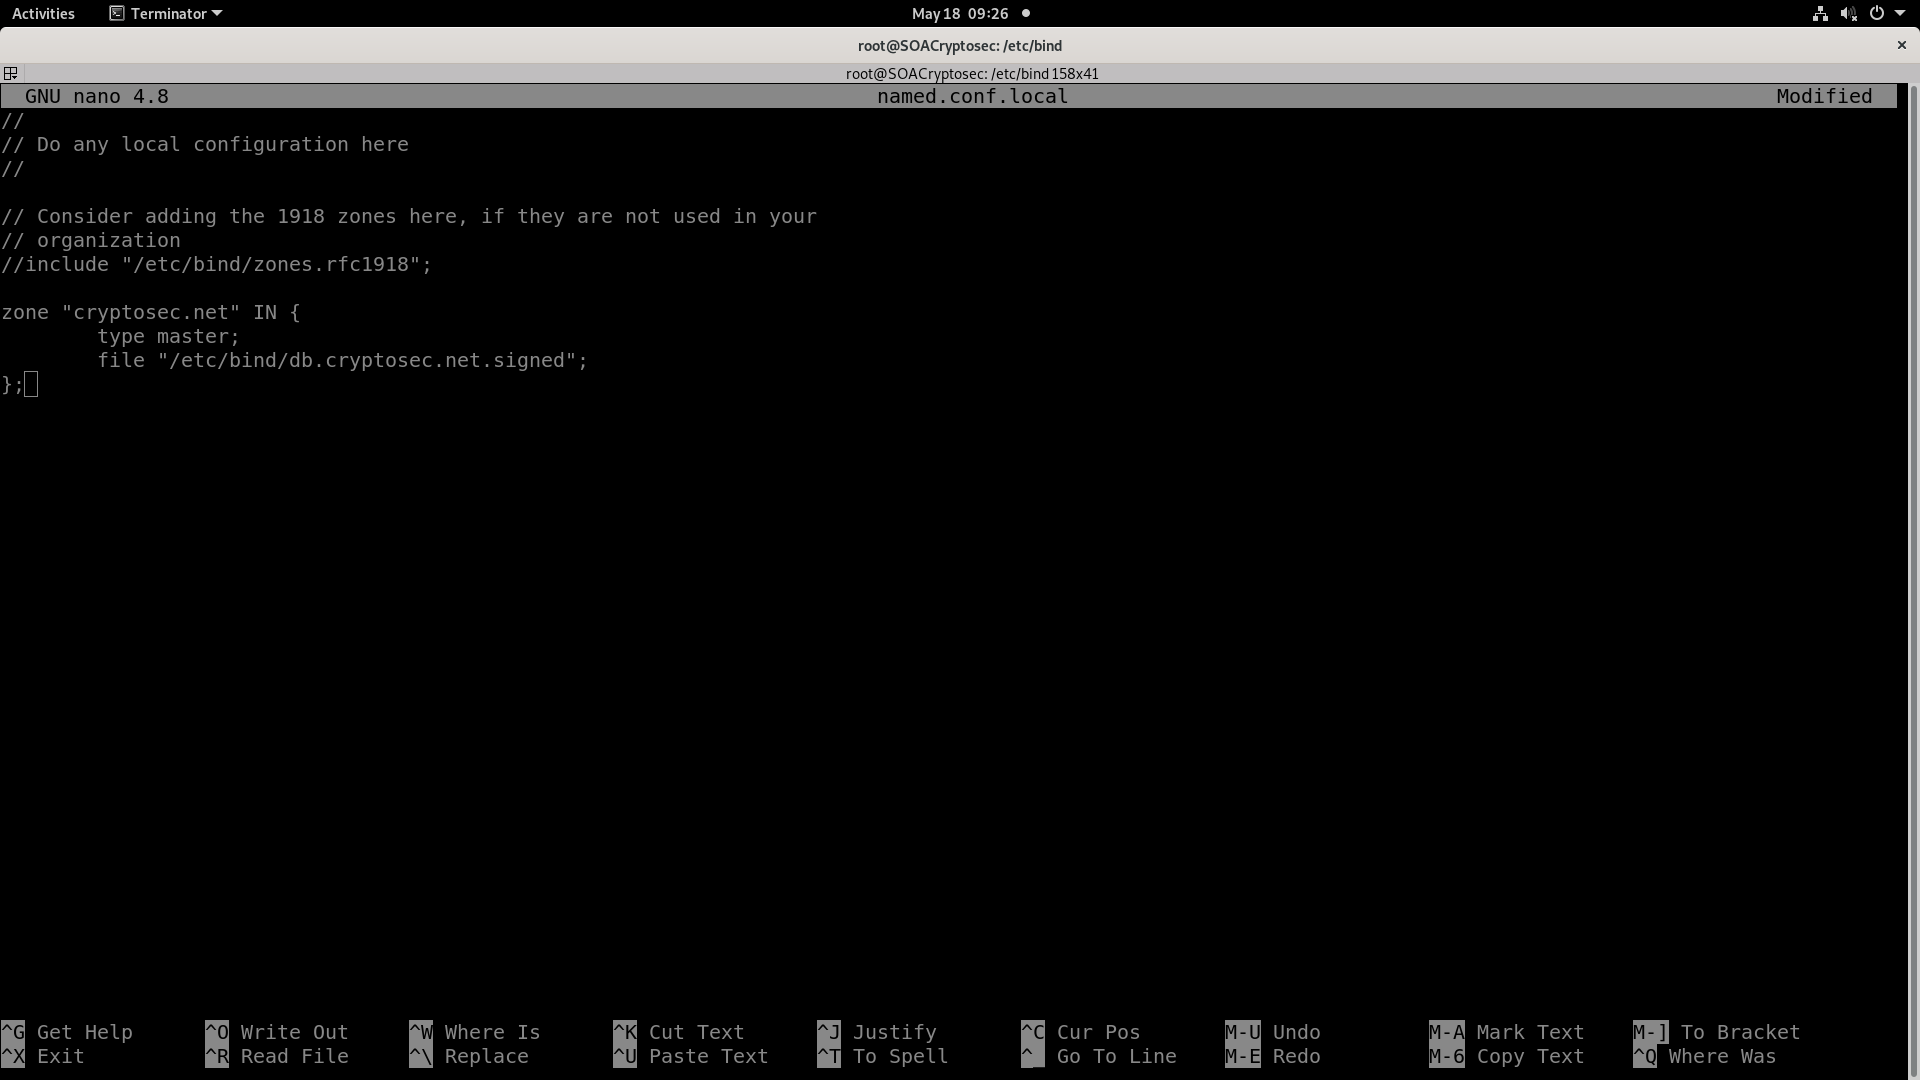 Activities Terminator May 18 09:26
root@SOACryptosec: /etc/bind
root@SOACryptosec: /etc/bind 158x41
GNU nano 4.8 named.conf.local Modified
//
// Do any local configuration here
//
// Consider adding the 1918 zones here, if they are not used in your
// organization
//include "/etc/bind/zones.rfc1918";
zone "cryptosec.net" IN {
        type master;
        file "/etc/bind/db.cryptosec.net.signed";
};
^G Get Help ^O Write Out ^W Where Is ^K Cut Text ^J Justify ^C Cur Pos M-U Undo M-A Mark Text M-] To Bracket
^X Exit ^R Read File ^\ Replace ^U Paste Text ^T To Spell ^_ Go To Line M-E Redo M-6 Copy Text ^Q Where Was